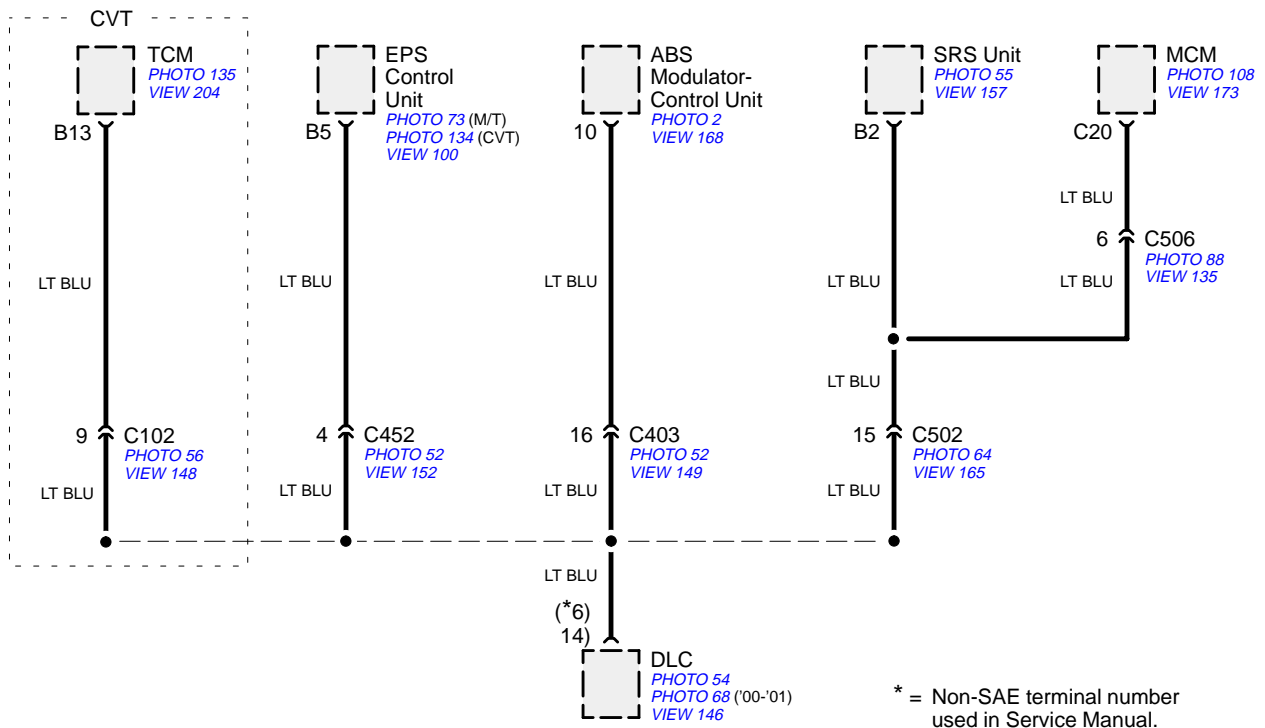 CVT
TCM
PHOTO 135
VIEW 204
B13
EPS
Control
Unit
PHOTO 73 (M/T)
PHOTO 134 (CVT)
VIEW 100
B5
ABS
Modulator-
Control Unit
PHOTO 2
VIEW 168
10
SRS Unit
PHOTO 55
VIEW 157
B2
MCM
PHOTO 108
VIEW 173
C20
LT BLU
6
C506
PHOTO 88
VIEW 135
LT BLU
LT BLU
LT BLU
LT BLU
LT BLU
LT BLU
9
C102
PHOTO 56
VIEW 148
4
C452
PHOTO 52
VIEW 152
16
C403
PHOTO 52
VIEW 149
15
C502
PHOTO 64
VIEW 165
LT BLU
LT BLU
LT BLU
LT BLU
LT BLU
(*6)
14)
DLC
PHOTO 54
PHOTO 68 ('00-'01)
VIEW 146
* = Non-SAE terminal number
used in Service Manual.